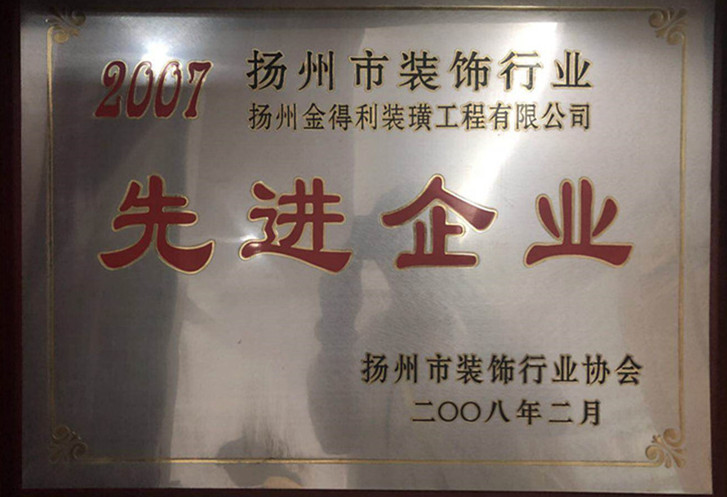 2007 扬州市装饰行业
扬州金得利装璜工程有限公司
先进企业
扬州市装饰行业协会
二〇〇八年二月